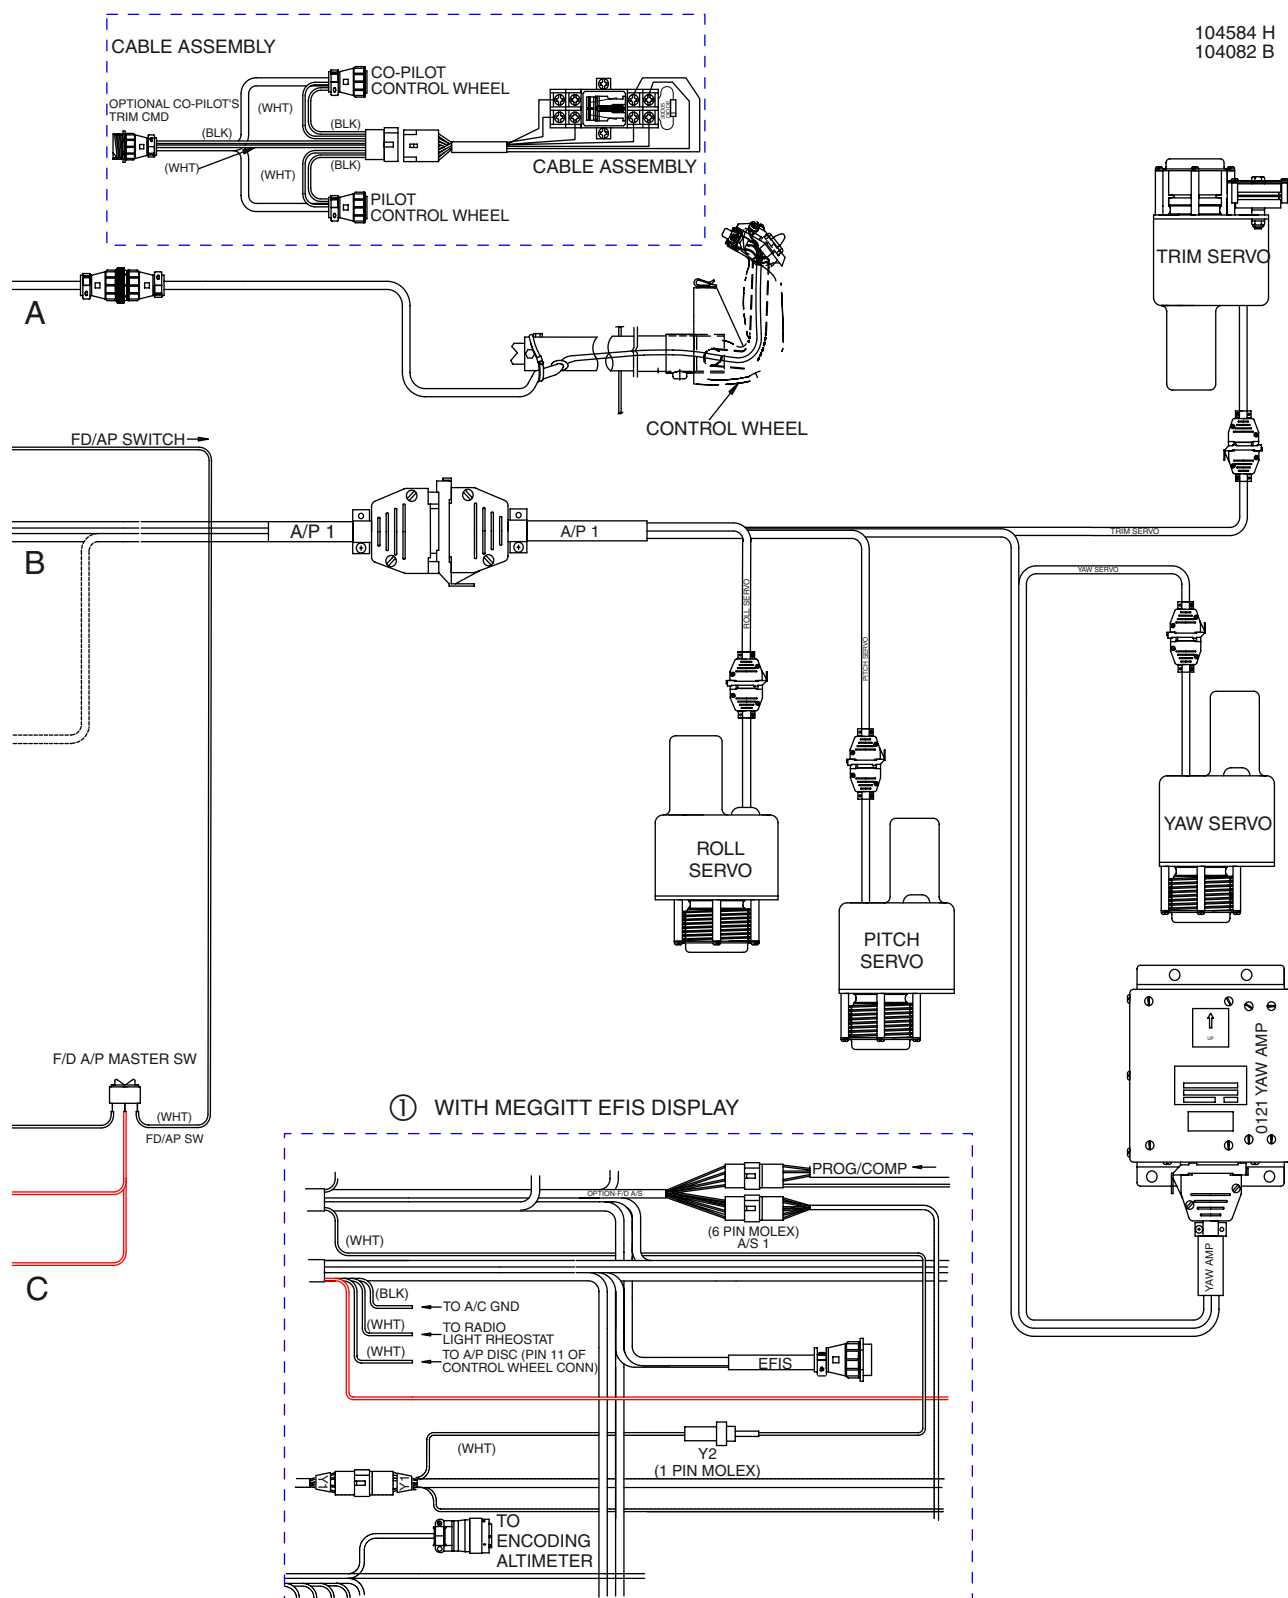 104584 H
104082 B
CABLE ASSEMBLY
CO-PILOT
CONTROL WHEEL
OPTIONAL CO-PILOT'S
TRIM CMD
(WHT)
(BLK)
(BLK)
(WHT)
(WHT)
(BLK)
CABLE ASSEMBLY
PILOT
CONTROL WHEEL
DIODE
TRIM SERVO
A
CONTROL WHEEL
FD/AP SWITCH
A/P 1
A/P 1
B
TRIM SERVO
YAW SERVO
ROLL SERVO
PITCH SERVO
YAW SERVO
ROLL
SERVO
PITCH
SERVO
UP
0121 YAW AMP
F/D A/P MASTER SW
(WHT)
FD/AP SW
C
1 WITH MEGGITT EFIS DISPLAY
PROG/COMP
OPTION-F/D A/S
(6 PIN MOLEX)
A/S 1
(WHT)
YAW AMP
(BLK)
TO A/C GND
(WHT)
TO RADIO
LIGHT RHEOSTAT
(WHT)
TO A/P DISC (PIN 11 OF
CONTROL WHEEL CONN)
EFIS
(WHT)
Y2
(1 PIN MOLEX)
Y1
Y1
TO
ENCODING
ALTIMETER